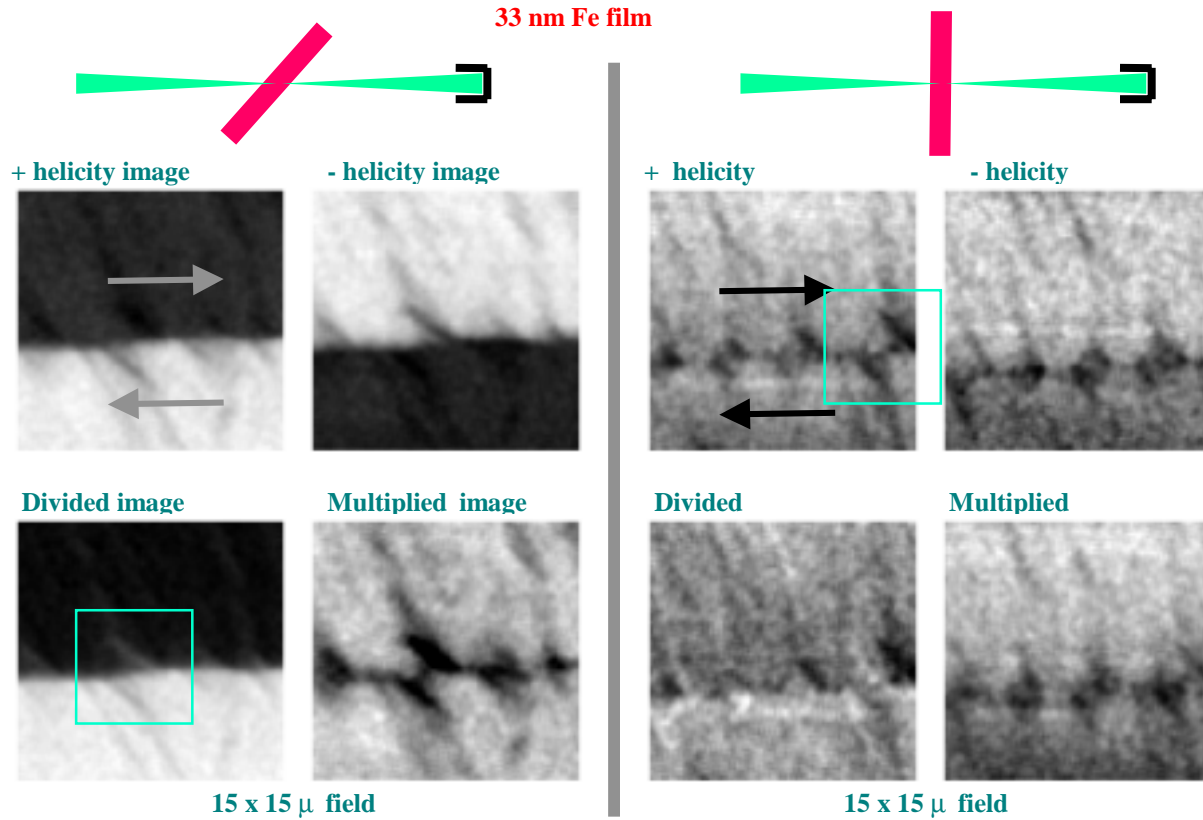 33 nm Fe film
+ helicity image
- helicity image
Divided image
Multiplied image
15 x 15 μ field
+ helicity
- helicity
Divided
Multiplied
15 x 15 μ field